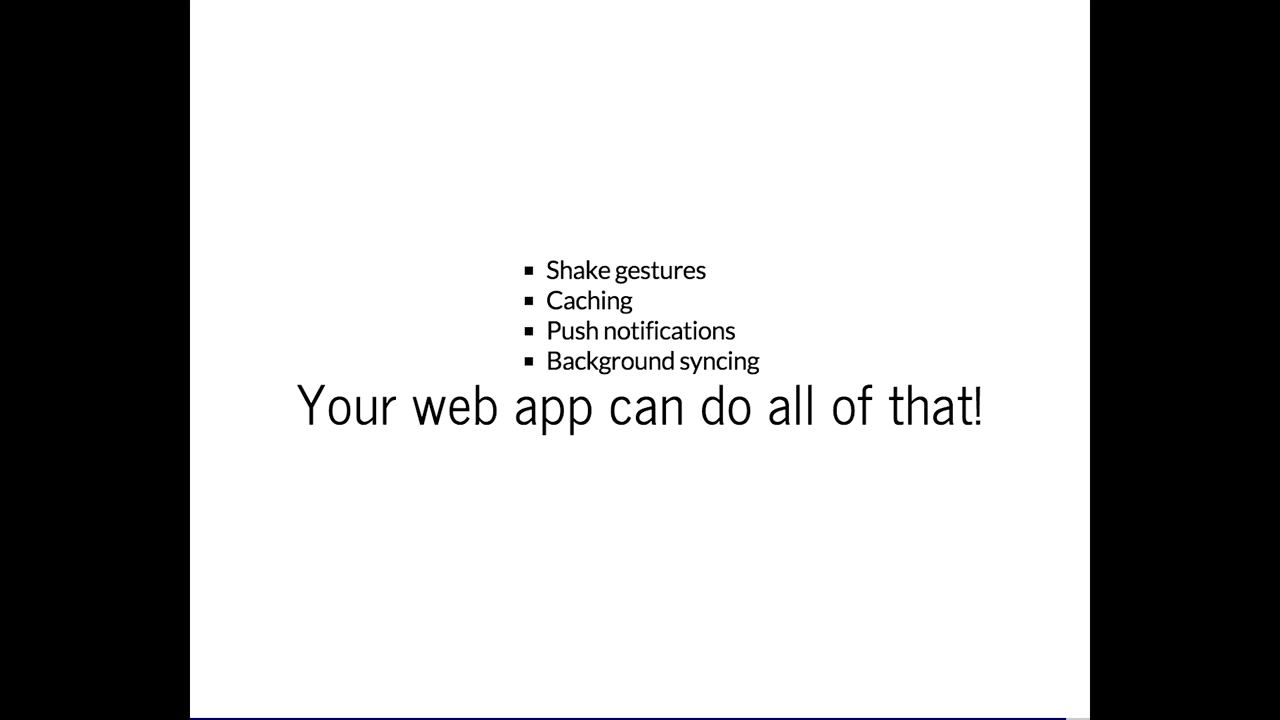 Shake gestures
Caching
Push notifications
Background syncing
Your web app can do all of that!